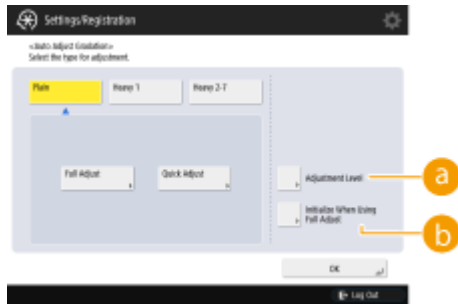 Settings/Registration
<Auto Adjust Gradation>
Select the type for adjustment.
Plain
Heavy 1
Heavy 2-7
Full Adjust
Quick Adjust
Adjustment Level
a
Initialize When Using
Full Adjust
b
OK
Log Out